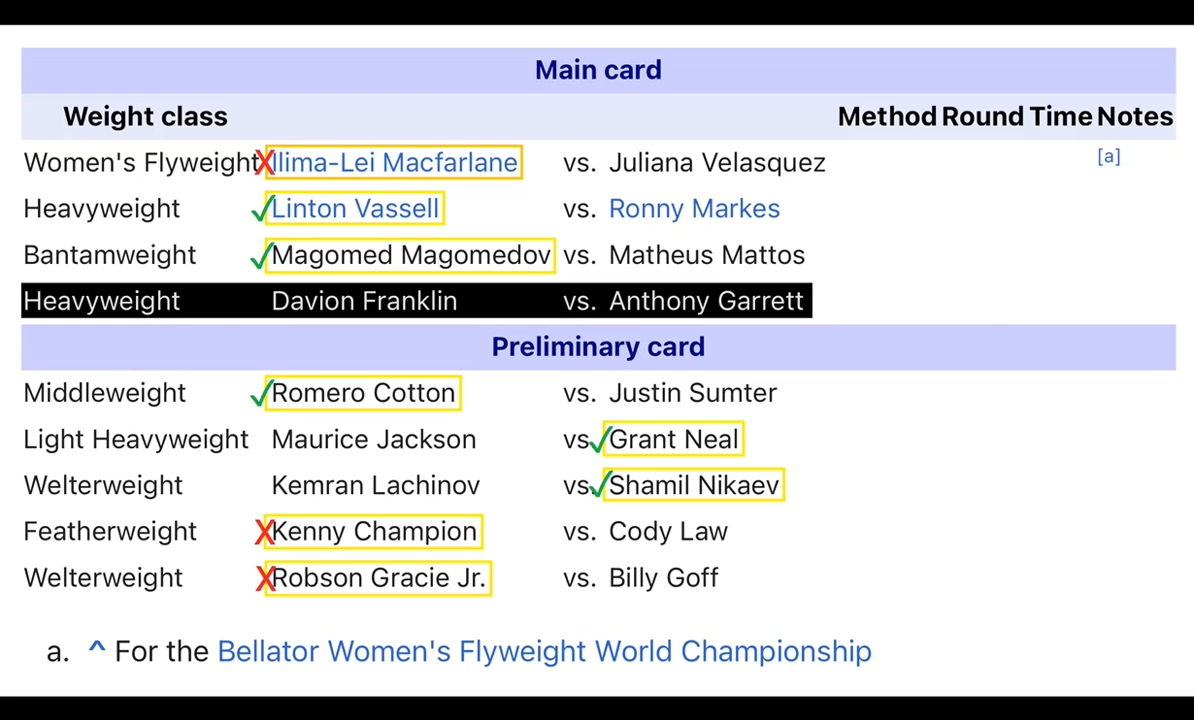 Main card
Weight class Method Round Time Notes
Women's Flyweight Ilima-Lei Macfarlane vs. Juliana Velasquez [a]
Heavyweight Linton Vassell vs. Ronny Markes
Bantamweight Magomed Magomedov vs. Matheus Mattos
Heavyweight Davion Franklin vs. Anthony Garrett
Preliminary card
Middleweight Romero Cotton vs. Justin Sumter
Light Heavyweight Maurice Jackson vs. Grant Neal
Welterweight Kemran Lachinov vs. Shamil Nikaev
Featherweight Kenny Champion vs. Cody Law
Welterweight Robson Gracie Jr. vs. Billy Goff
a. ^ For the Bellator Women's Flyweight World Championship